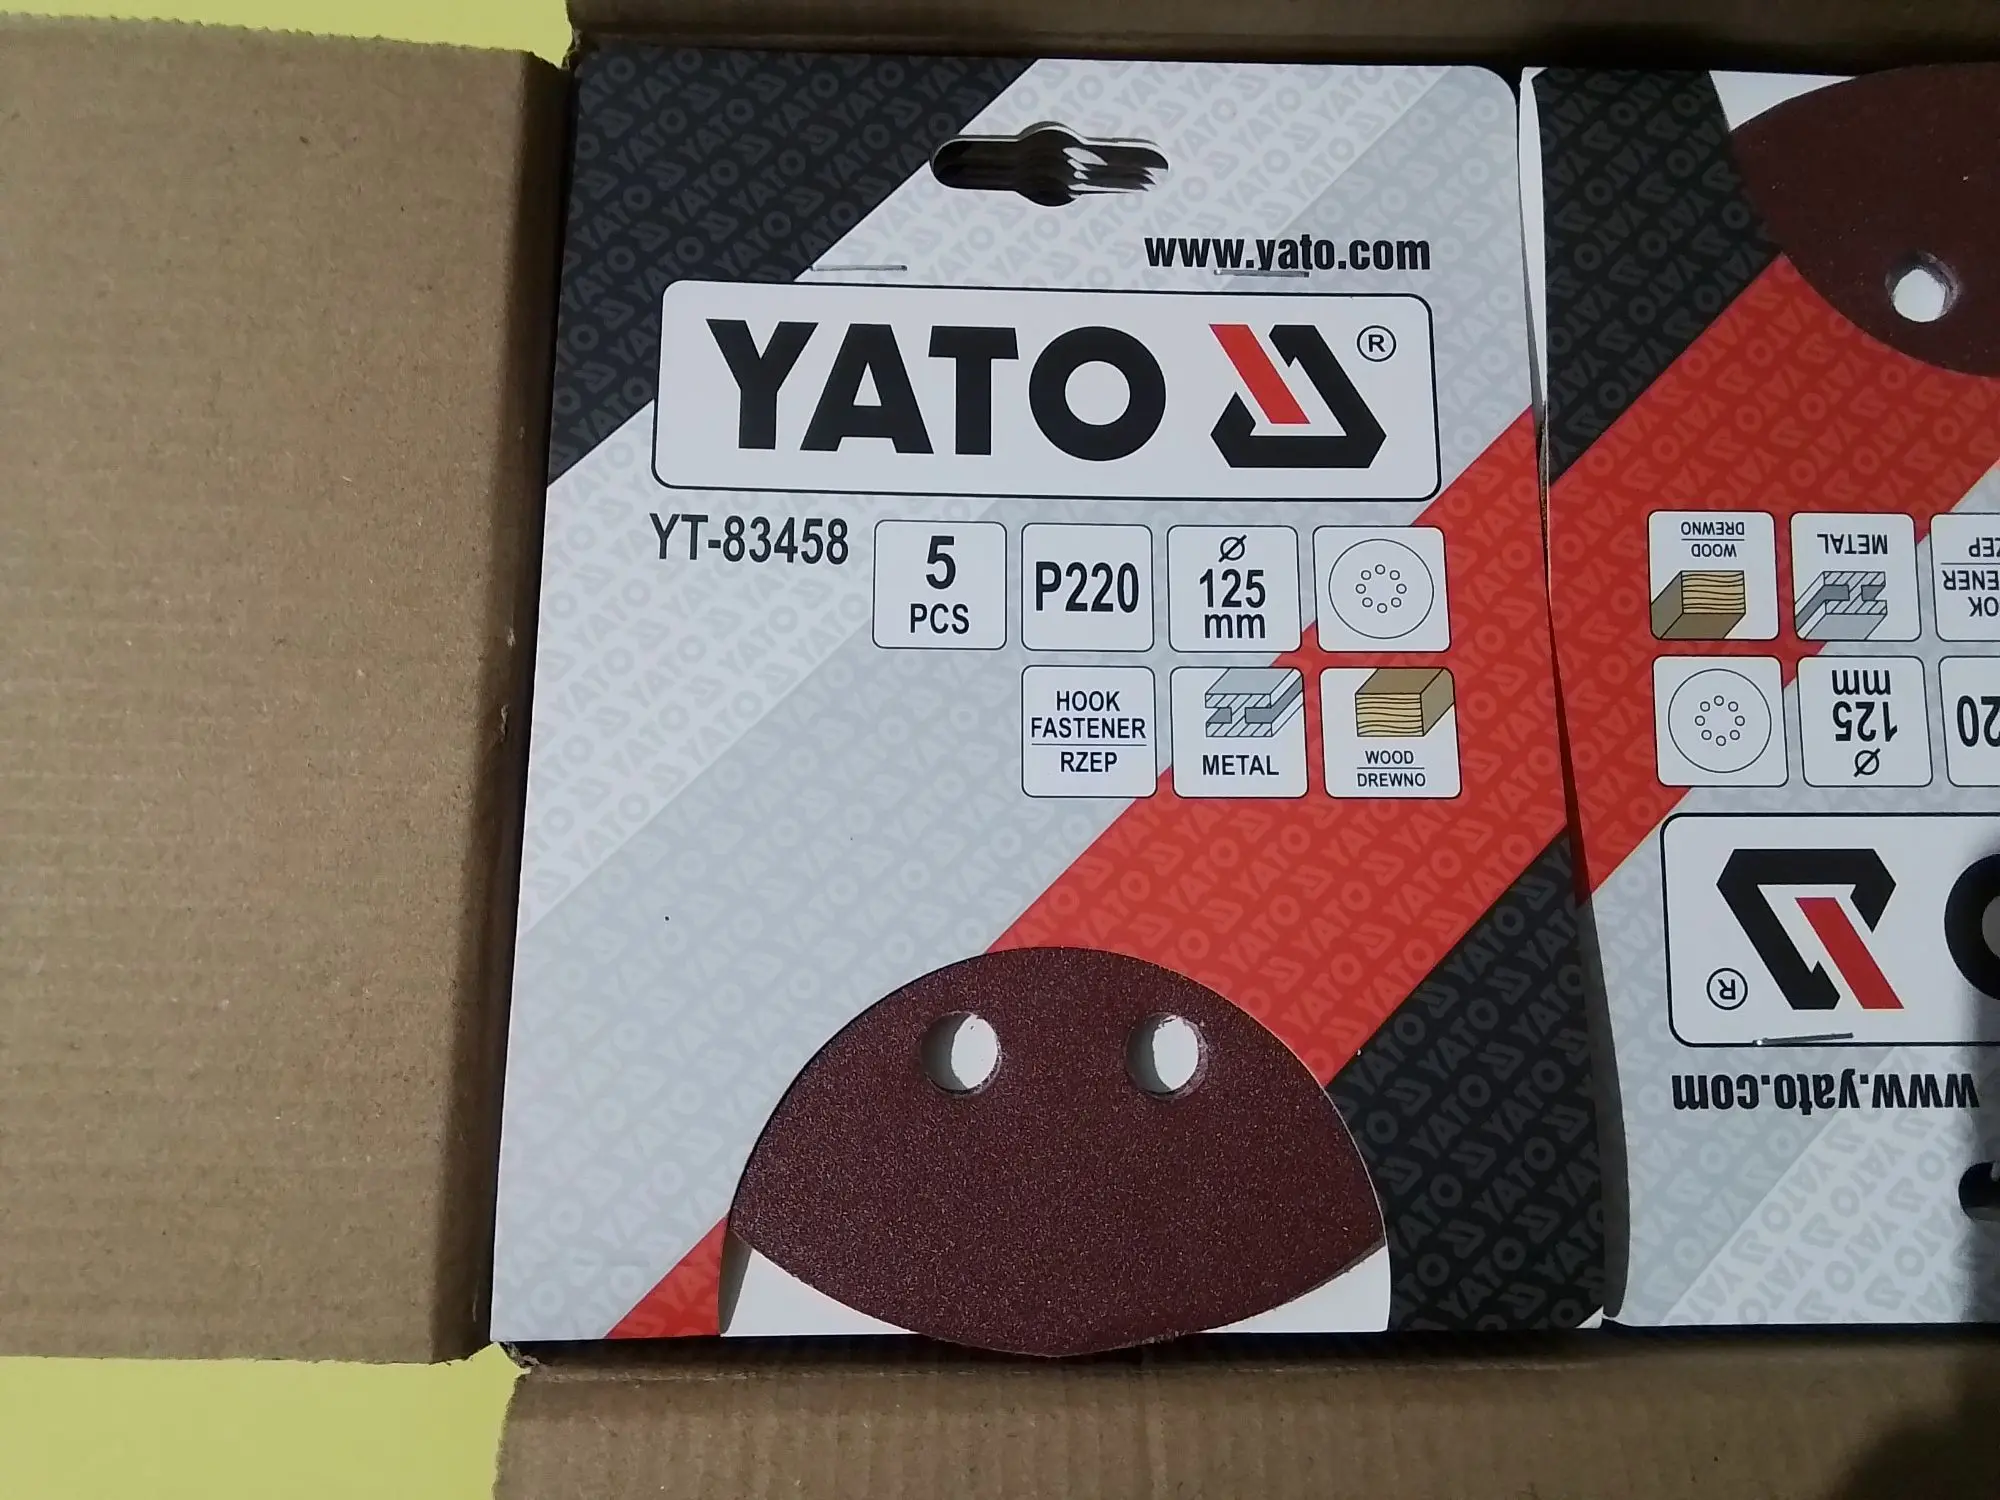 www.yato.com
YATO ®
YT-83458
5
PCS
P220
Ø
125
mm
HOOK
FASTENER
RZEP
METAL
WOOD
DREWNO
WOOD
DREWNO
METAL
Ø
125
mm
®
www.yato.com